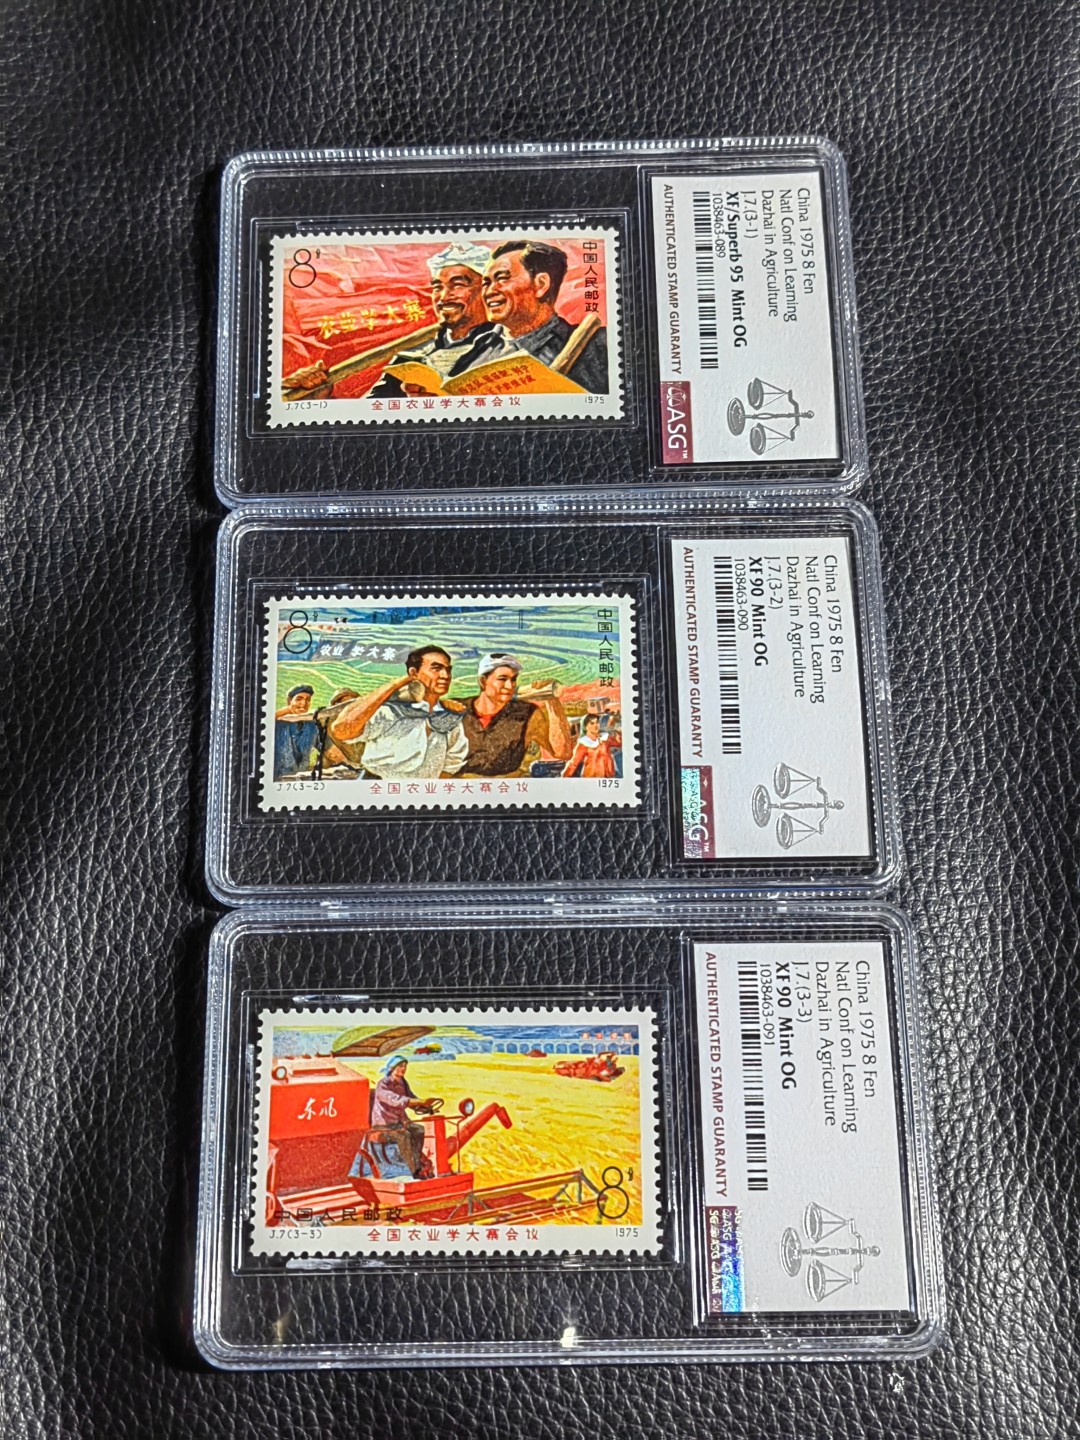 8分
中国人民邮政
农业学大寨
J.7(3-1)
全国农业学大寨会议
1975
China 1975 8 Fen
Natl Conf on Learning
Dazhai in Agriculture
J.7.(3-1)
XF/Superb 95 Mint OG
1038463-089
AUTHENTICATED STAMP GUARANTY
ASG™
8分
中国人民邮政
农业学大寨
J.7(3-2)
全国农业学大寨会议
1975
China 1975 8 Fen
Natl Conf on Learning
Dazhai in Agriculture
J.7.(3-2)
XF 90 Mint OG
1038463-090
AUTHENTICATED STAMP GUARANTY
ASG™
东风
8分
中国人民邮政
J.7(3-3)
全国农业学大寨会议
1975
China 1975 8 Fen
Natl Conf on Learning
Dazhai in Agriculture
J.7.(3-3)
XF 90 Mint OG
1038463-091
AUTHENTICATED STAMP GUARANTY